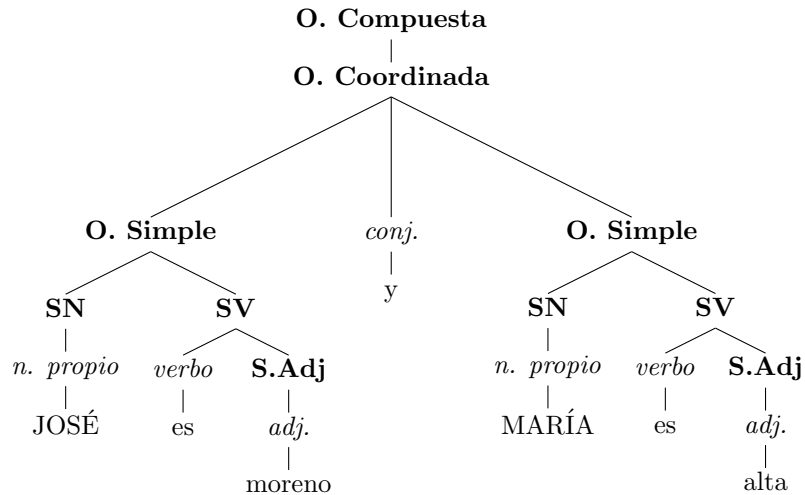 O. Compuesta
O. Coordinada
O. Simple conj. O. Simple
y
SN SV SN SV
n. propio verbo S.Adj n. propio verbo S.Adj
JOSÉ es adj. MARÍA es adj.
moreno alta